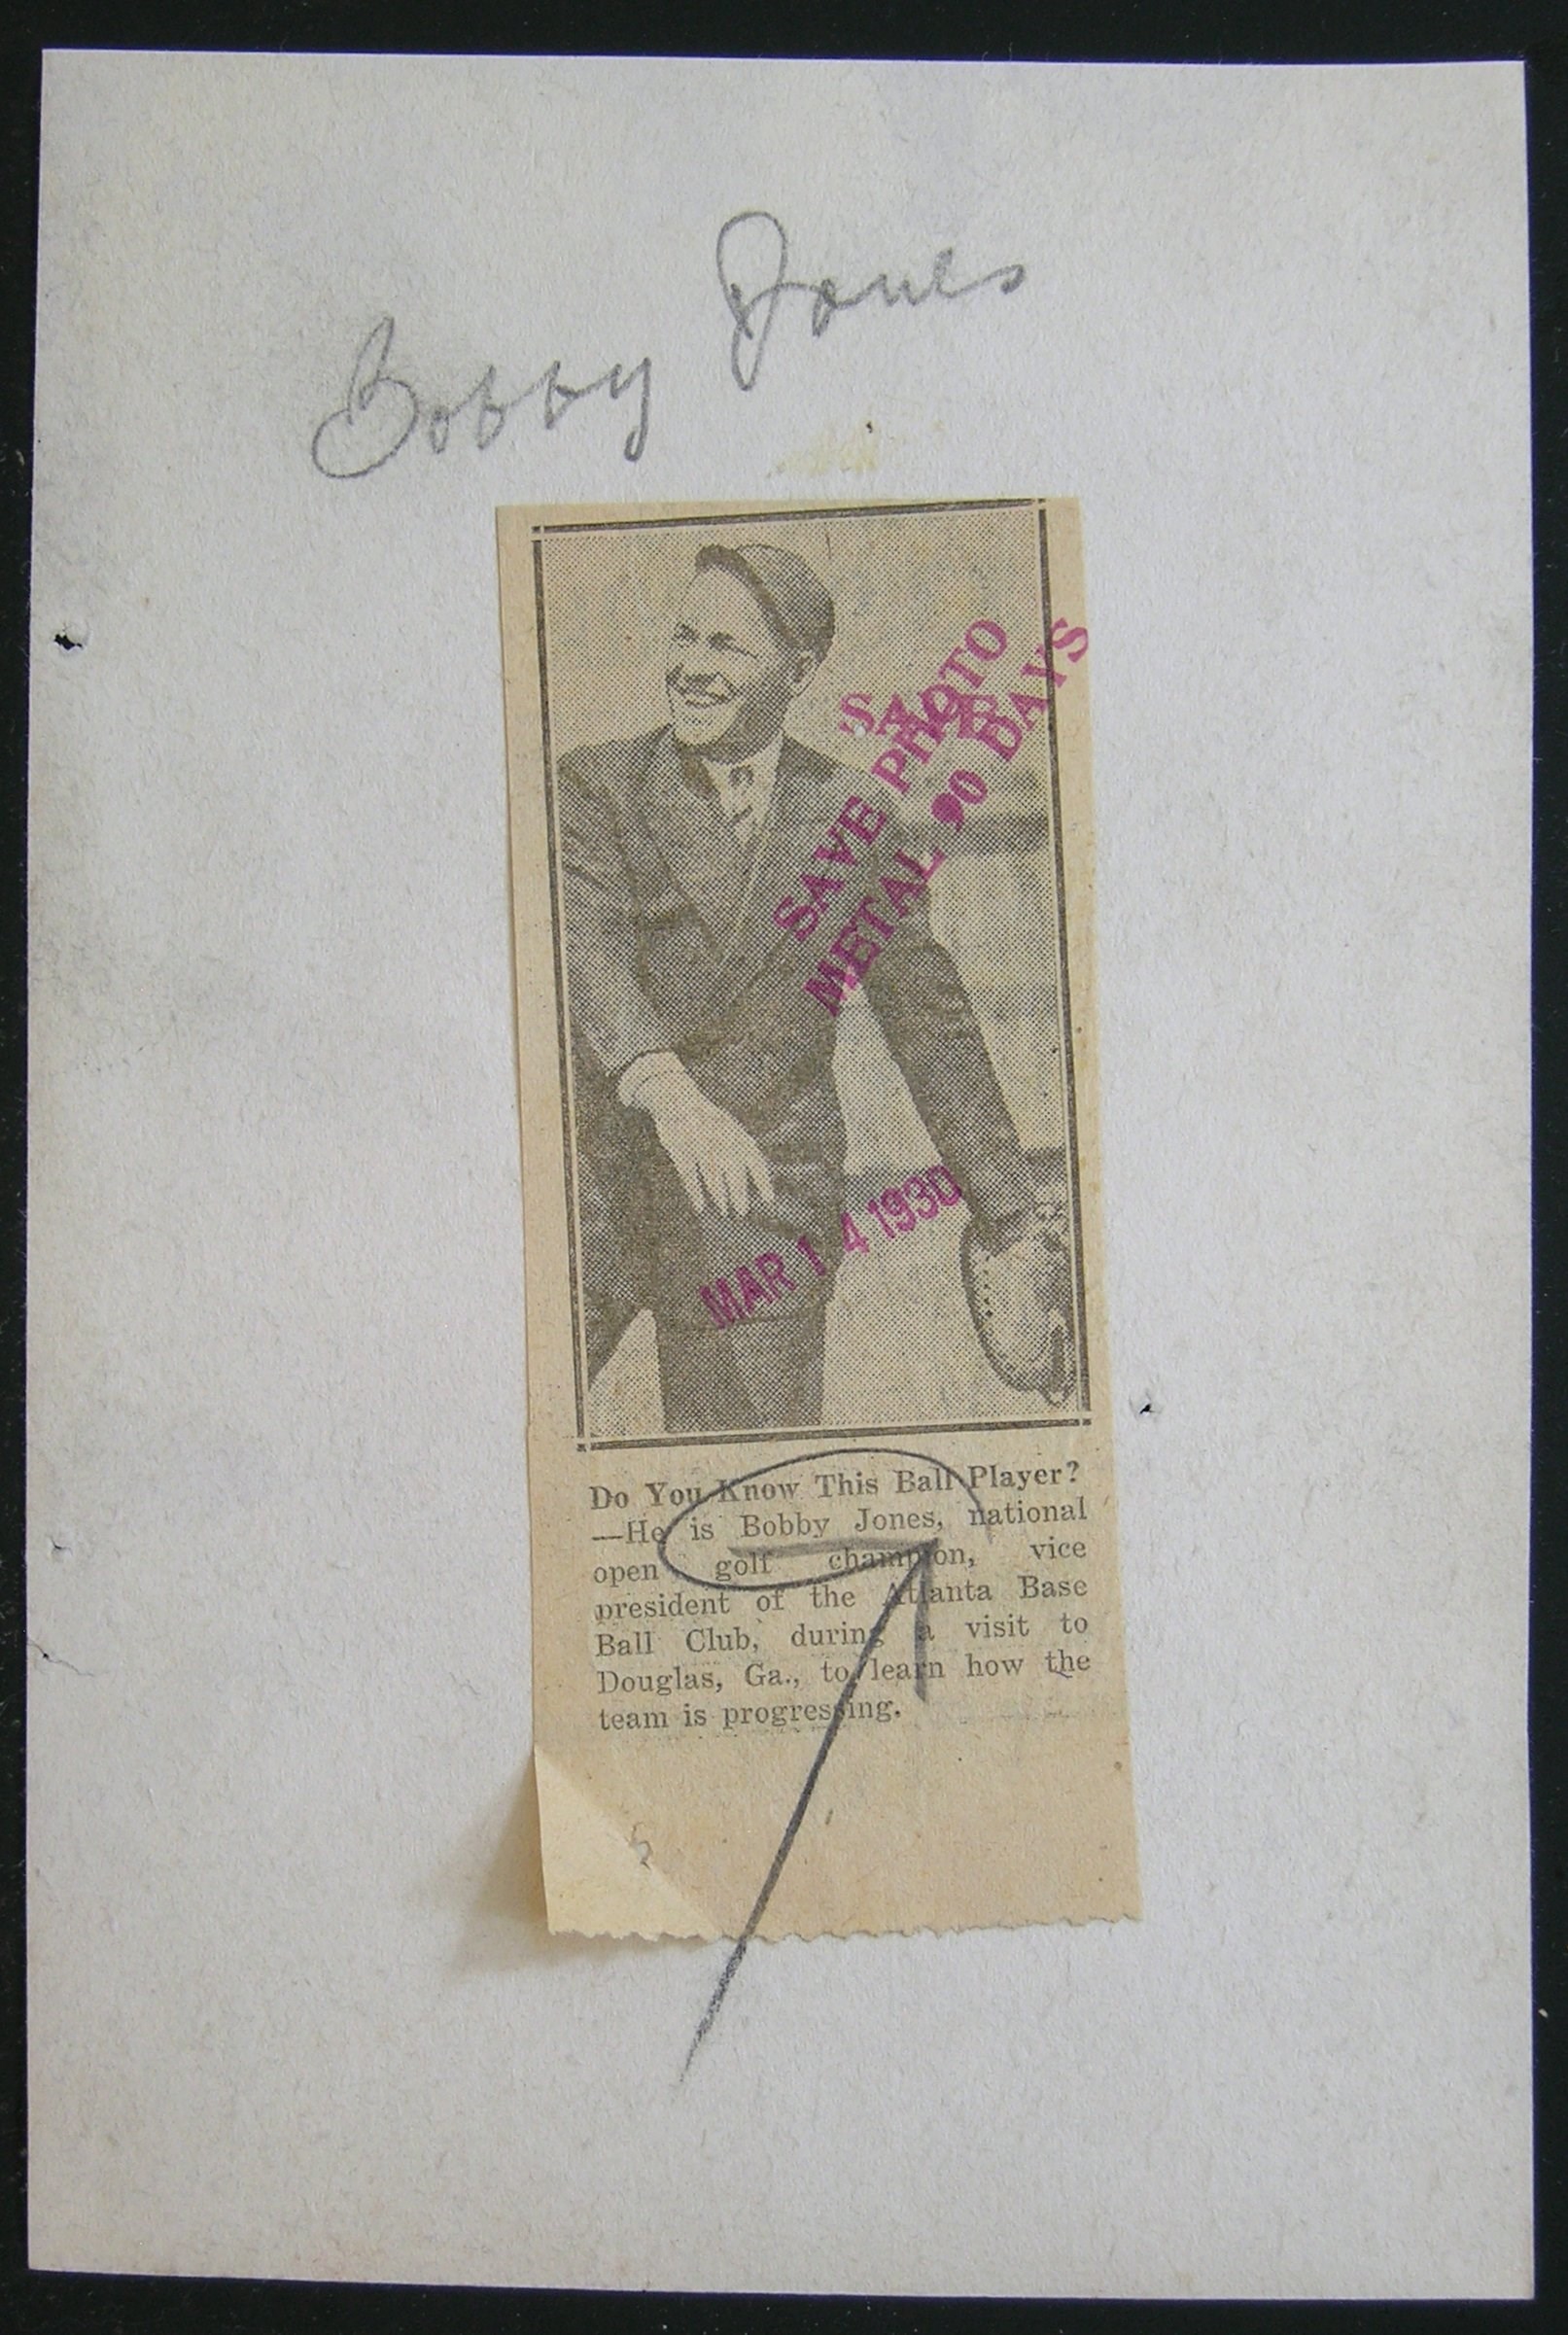 Bobby Jones
SAVE PHOTO
METAL 90 DAYS
MAR 14 1930
Do You Know This Ball Player?
—He is Bobby Jones, national
open golf champion, vice
president of the Atlanta Base
Ball Club, during a visit to
Douglas, Ga., to learn how the
team is progressing.